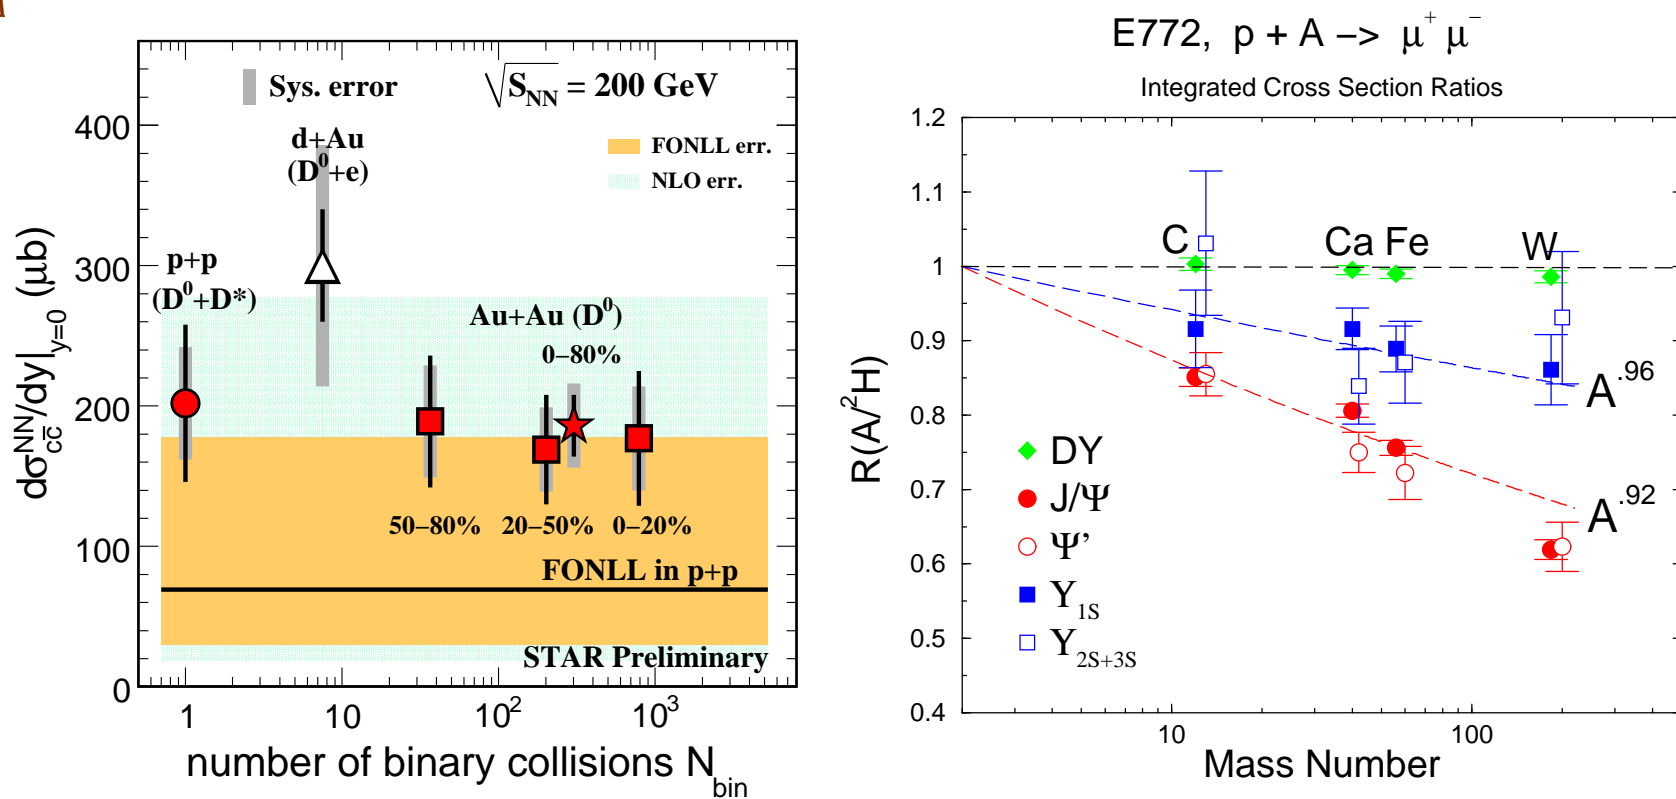 Sys. error
√S_NN = 200 GeV
d+Au
(D⁰+e)
FONLL err.
NLO err.
p+p
(D⁰+D*)
Au+Au (D⁰)
0–80%
50–80%
20–50%
0–20%
FONLL in p+p
STAR Preliminary
400
300
200
100
0
dσ^NN_cc̅/dy|_y=0 (μb)
1
10
10²
10³
number of binary collisions N_bin
E772, p + A –> μ⁺ μ⁻
Integrated Cross Section Ratios
1.2
1.1
1
0.9
0.8
0.7
0.6
0.5
0.4
R(A/²H)
C
Ca
Fe
W
A^.96
A^.92
DY
J/Ψ
Ψ’
Υ_1S
Υ_2S+3S
10
100
Mass Number